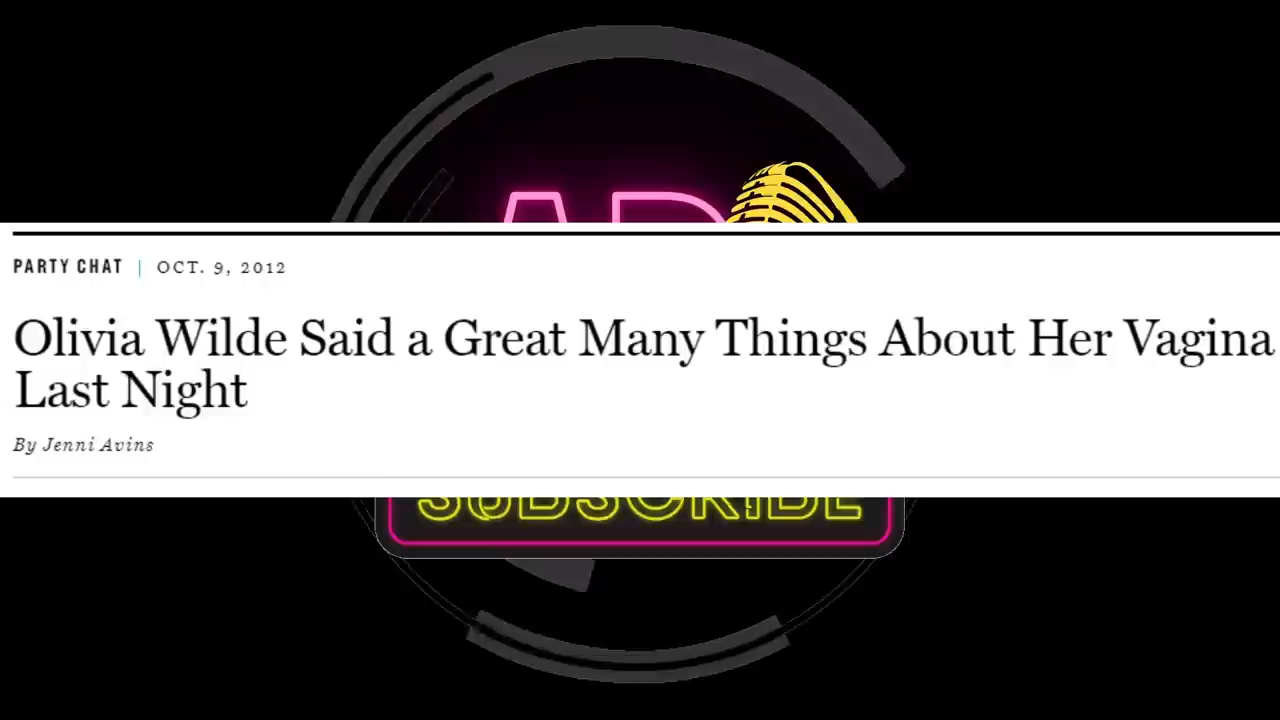 PARTY CHAT | OCT. 9, 2012
Olivia Wilde Said a Great Many Things About Her Vagina
Last Night
By Jenni Avins
SUBSCRIBE